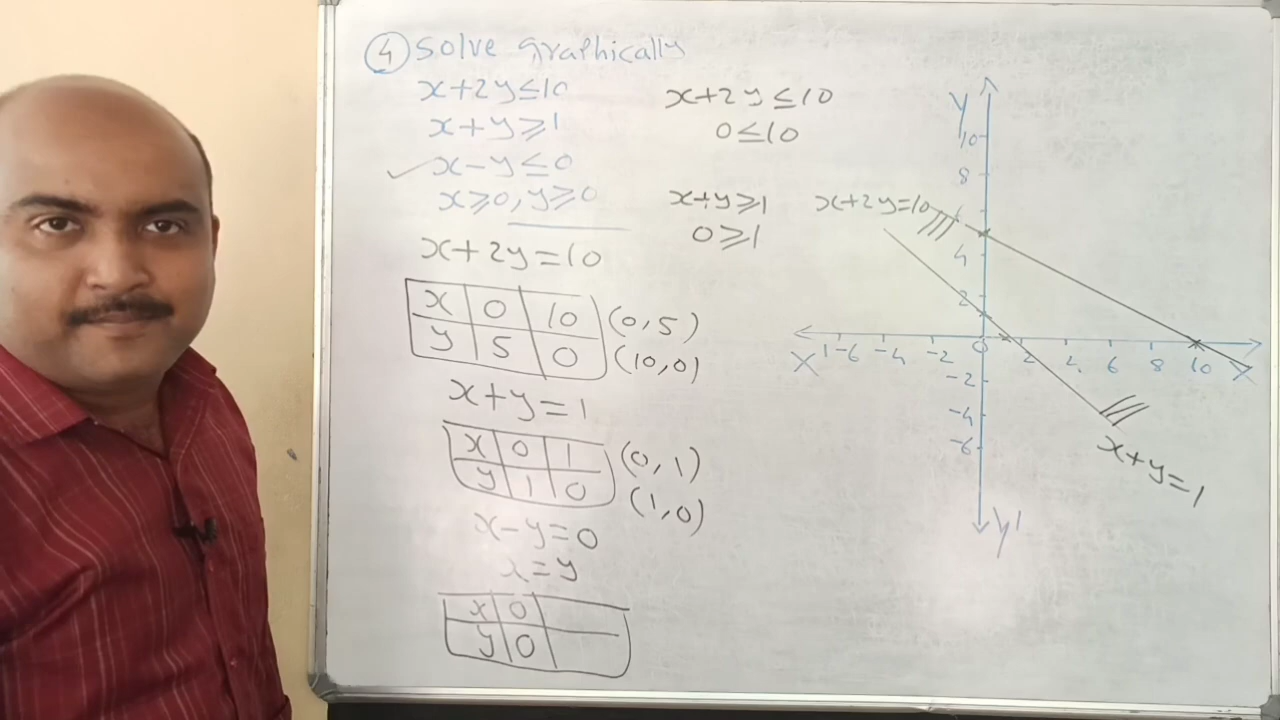 ④ Solve graphically
x+2y≤10
x+y≥1
✓x-y≤0
x≥0, y≥0
x+2y=10
x 0 10
y 5 0
(0,5)
(10,0)
x+y=1
x 0 1
y 1 0
(0,1)
(1,0)
x-y=0
x=y
x 0
y 0
x+2y≤10
0≤10
x+y≥1
0≥1
Y
10
8
x+2y=10
6
4
2
X' -6 -4 -2 0 2 4 6 8 10 X
-2
-4
-6
x+y=1
Y'